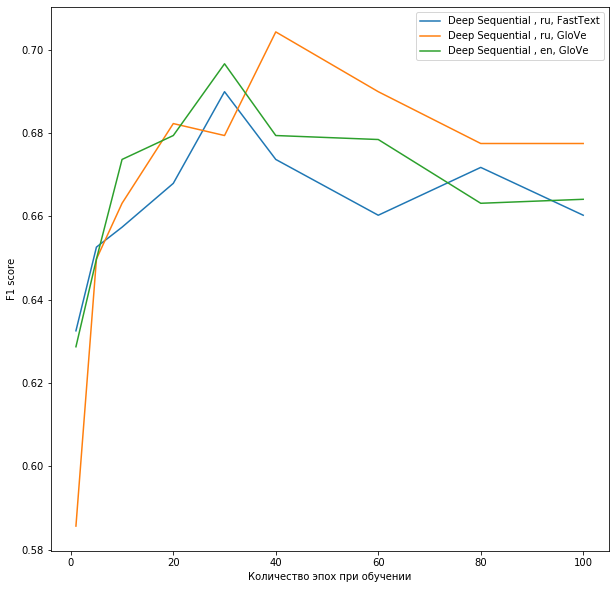 Deep Sequential , ru, FastText
Deep Sequential , ru, GloVe
Deep Sequential , en, GloVe
0.70
0.68
0.66
0.64
0.62
0.60
0.58
F1 score
0
20
40
60
80
100
Количество эпох при обучении